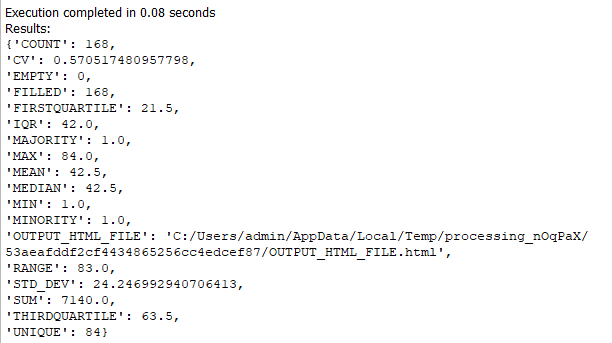 Execution completed in 0.08 seconds
Results:
{'COUNT': 168,
'CV': 0.570517480957798,
'EMPTY': 0,
'FILLED': 168,
'FIRSTQUARTILE': 21.5,
'IQR': 42.0,
'MAJORITY': 1.0,
'MAX': 84.0,
'MEAN': 42.5,
'MEDIAN': 42.5,
'MIN': 1.0,
'MINORITY': 1.0,
'OUTPUT_HTML_FILE': 'C:/Users/admin/AppData/Local/Temp/processing_nOqPaX/
53aeafddf2cf4434865256cc4edcef87/OUTPUT_HTML_FILE.html',
'RANGE': 83.0,
'STD_DEV': 24.246992940706413,
'SUM': 7140.0,
'THIRDQUARTILE': 63.5,
'UNIQUE': 84}